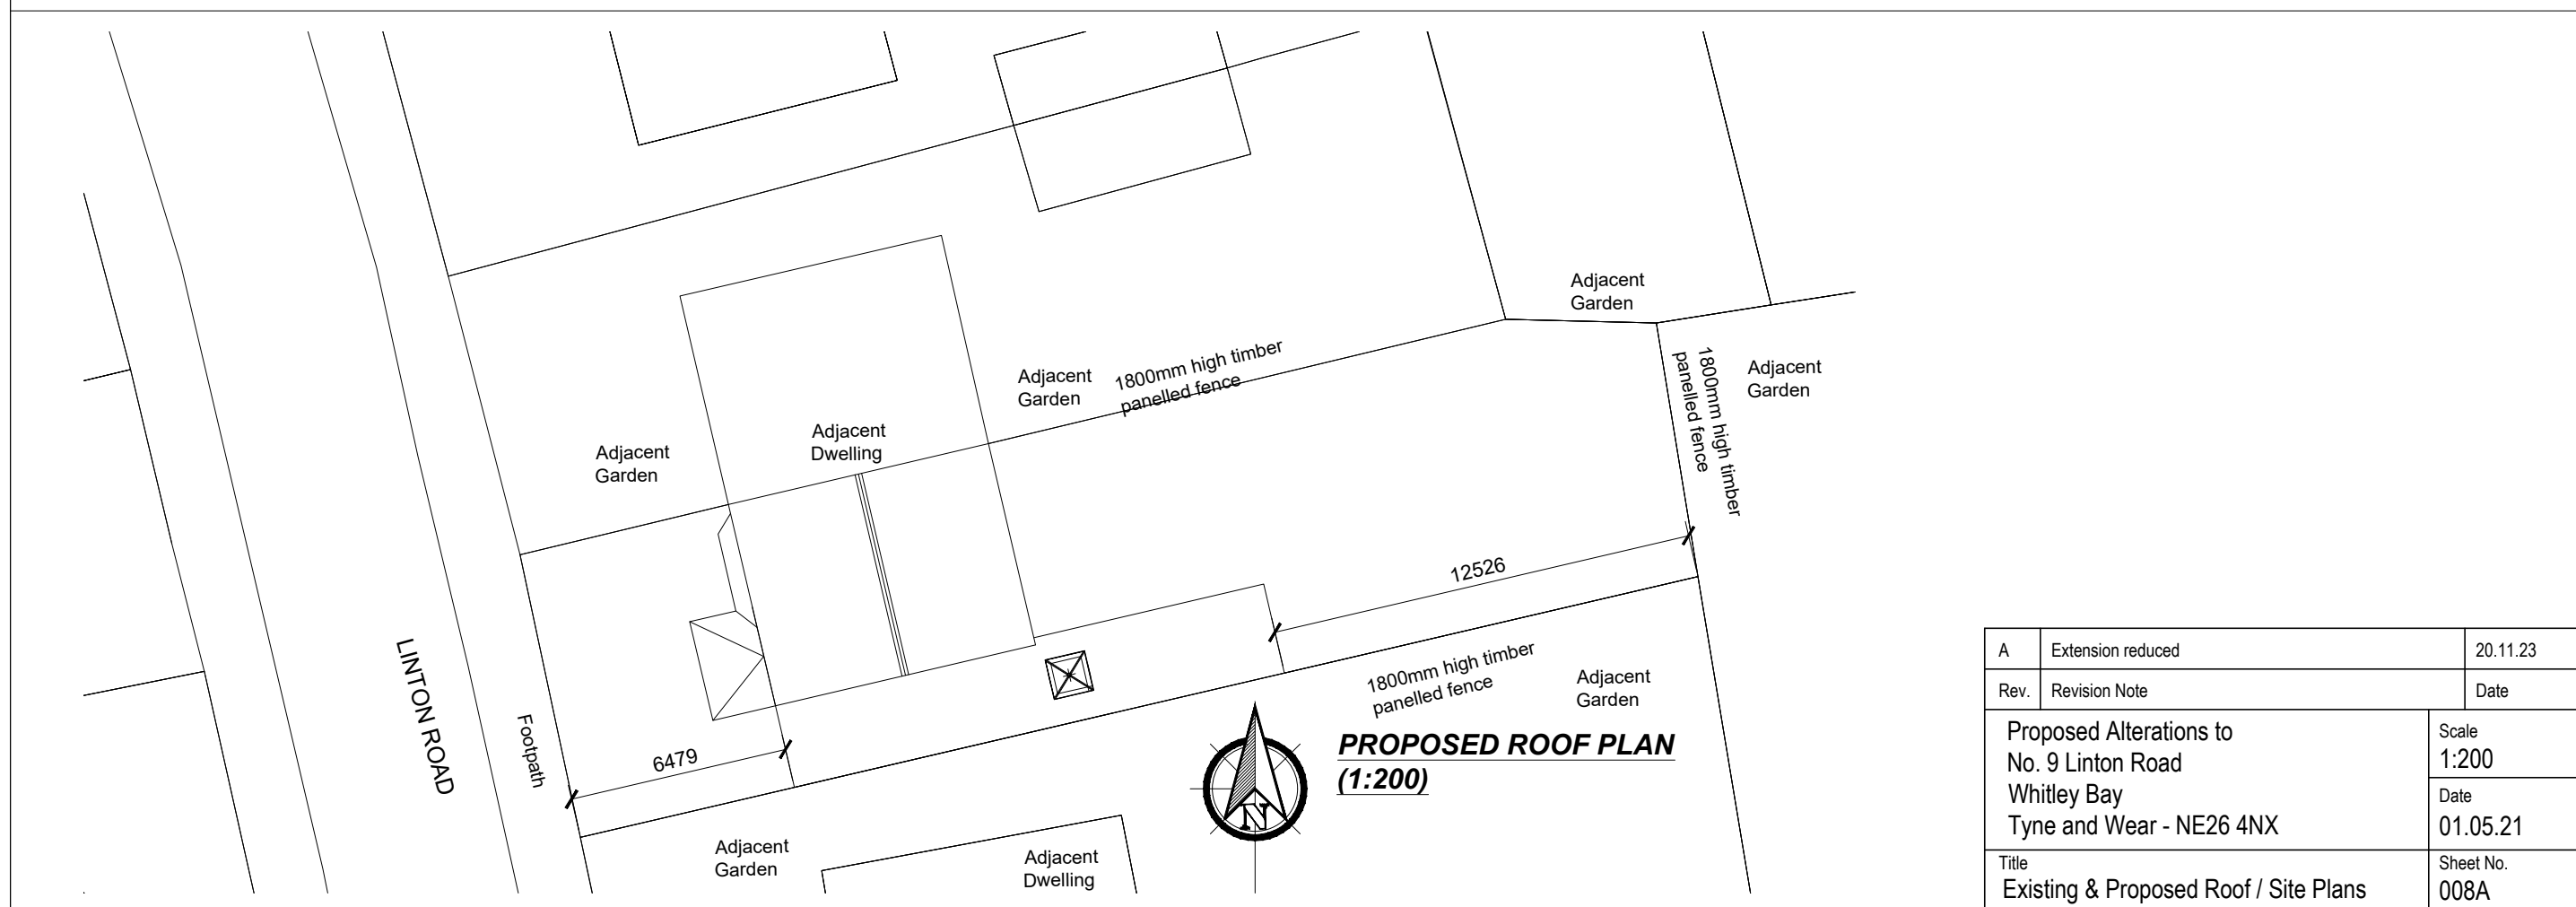 Adjacent
Garden
1800mm high timber
panelled fence
Adjacent
Garden
Adjacent
Garden
1800mm high timber
panelled fence
Adjacent
Dwelling
Adjacent
Garden
12526
LINTON ROAD
Footpath
6479
1800mm high timber
panelled fence
Adjacent
Garden
N
PROPOSED ROOF PLAN
(1:200)
Adjacent
Garden
Adjacent
Dwelling
A Extension reduced 20.11.23
Rev. Revision Note Date
Proposed Alterations to
No. 9 Linton Road
Whitley Bay
Tyne and Wear - NE26 4NX
Scale
1:200
Date
01.05.21
Title
Existing & Proposed Roof / Site Plans
Sheet No.
008A